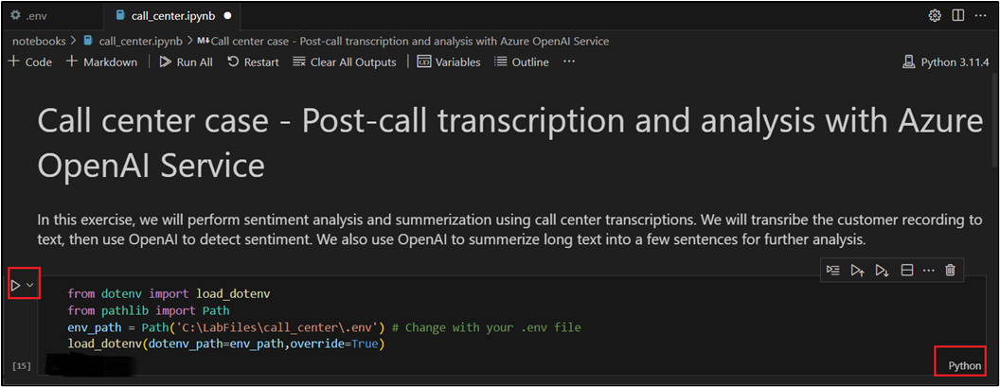 .env call_center.ipynb
notebooks > call_center.ipynb > M↓Call center case - Post-call transcription and analysis with Azure OpenAI Service
+ Code + Markdown | Run All Restart Clear All Outputs | Variables Outline ··· Python 3.11.4
Call center case - Post-call transcription and analysis with Azure
OpenAI Service
In this exercise, we will perform sentiment analysis and summerization using call center transcriptions. We will transribe the customer recording to
text, then use OpenAI to detect sentiment. We also use OpenAI to summerize long text into a few sentences for further analysis.
from dotenv import load_dotenv
from pathlib import Path
env_path = Path('C:\LabFiles\call_center\.env') # Change with your .env file
load_dotenv(dotenv_path=env_path,override=True)
[15] Python